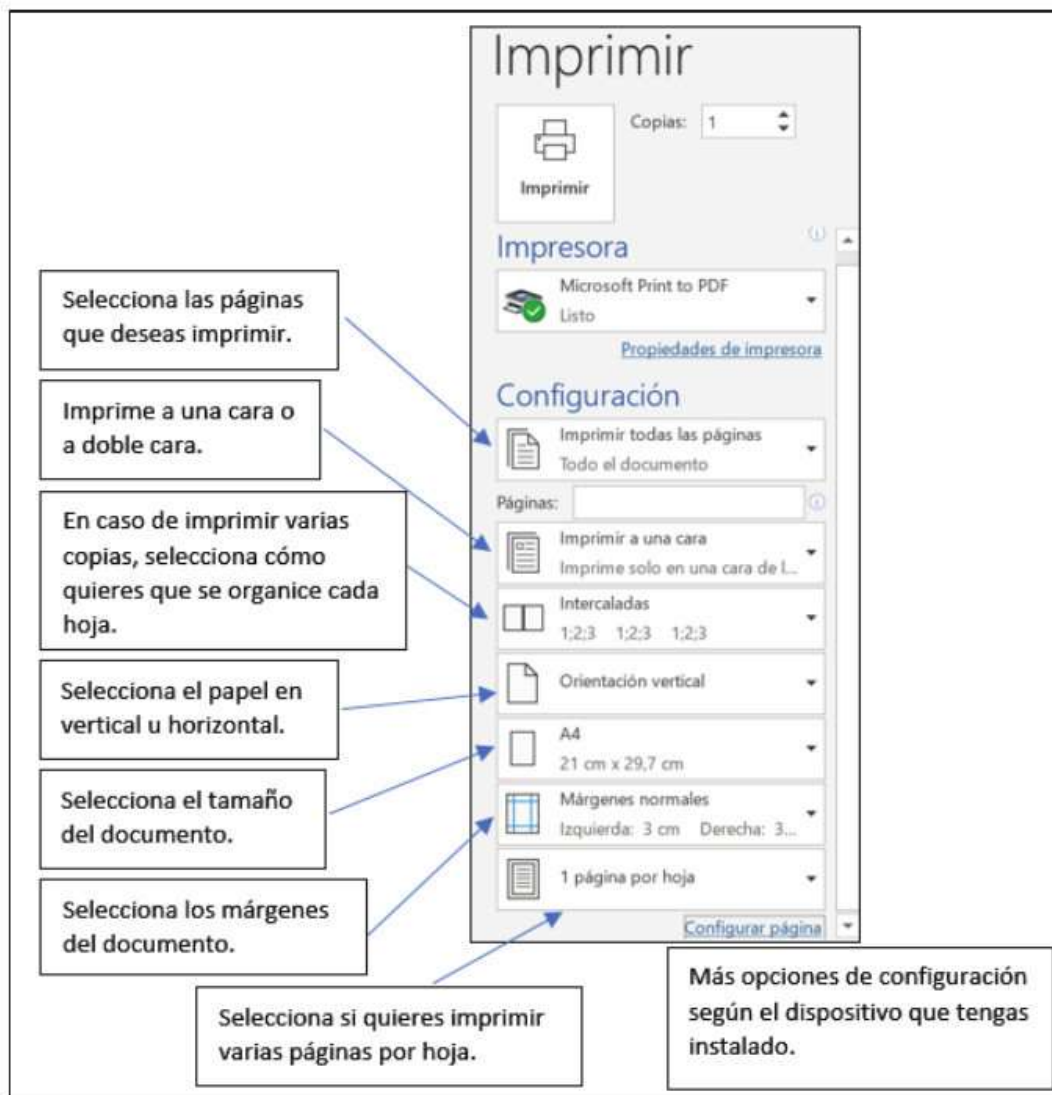 Imprimir
Copias: 1
Imprimir
Impresora
Microsoft Print to PDF
Listo
Propiedades de impresora
Configuración
Imprimir todas las páginas
Todo el documento
Páginas:
Imprimir a una cara
Imprime solo en una cara de l...
Intercaladas
1;2;3 1;2;3 1;2;3
Orientación vertical
A4
21 cm x 29,7 cm
Márgenes normales
Izquierda: 3 cm Derecha: 3...
1 página por hoja
Configurar página
Selecciona las páginas
que deseas imprimir.
Imprime a una cara o
a doble cara.
En caso de imprimir varias
copias, selecciona cómo
quieres que se organice cada
hoja.
Selecciona el papel en
vertical u horizontal.
Selecciona el tamaño
del documento.
Selecciona los márgenes
del documento.
Selecciona si quieres imprimir
varias páginas por hoja.
Más opciones de configuración
según el dispositivo que tengas
instalado.